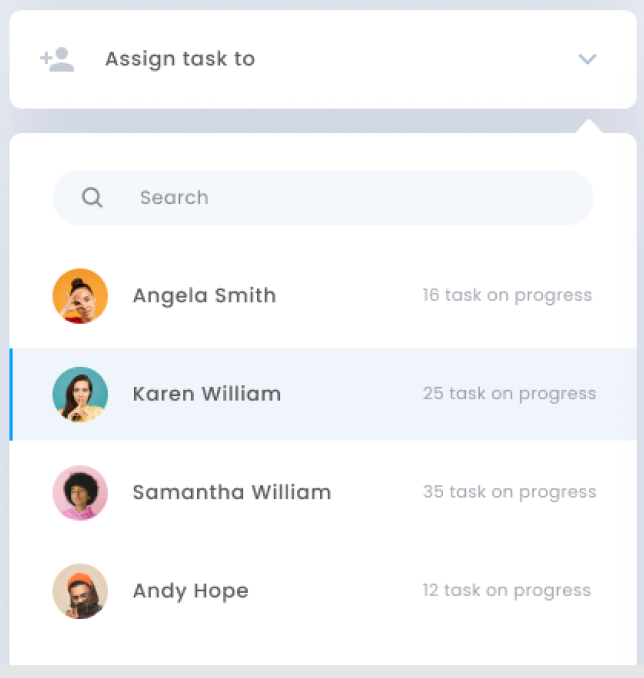 Assign task to
Search
Angela Smith 16 task on progress
Karen William 25 task on progress
Samantha William 35 task on progress
Andy Hope 12 task on progress